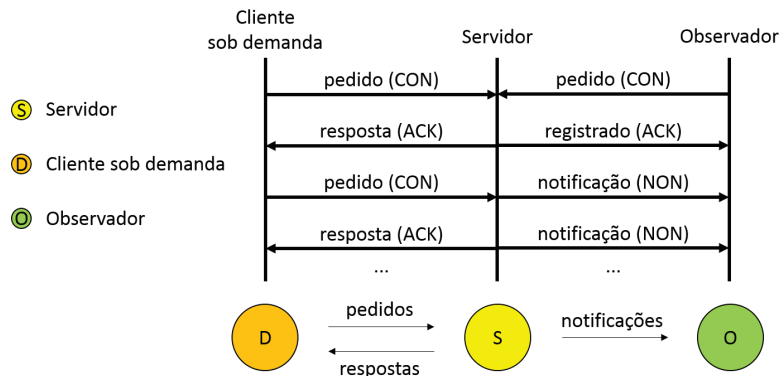 Cliente
sob demanda
Servidor
Observador
pedido (CON)
pedido (CON)
resposta (ACK)
registrado (ACK)
pedido (CON)
notificação (NON)
resposta (ACK)
notificação (NON)
...
...
S Servidor
D Cliente sob demanda
O Observador
D
pedidos
respostas
S
notificações
O